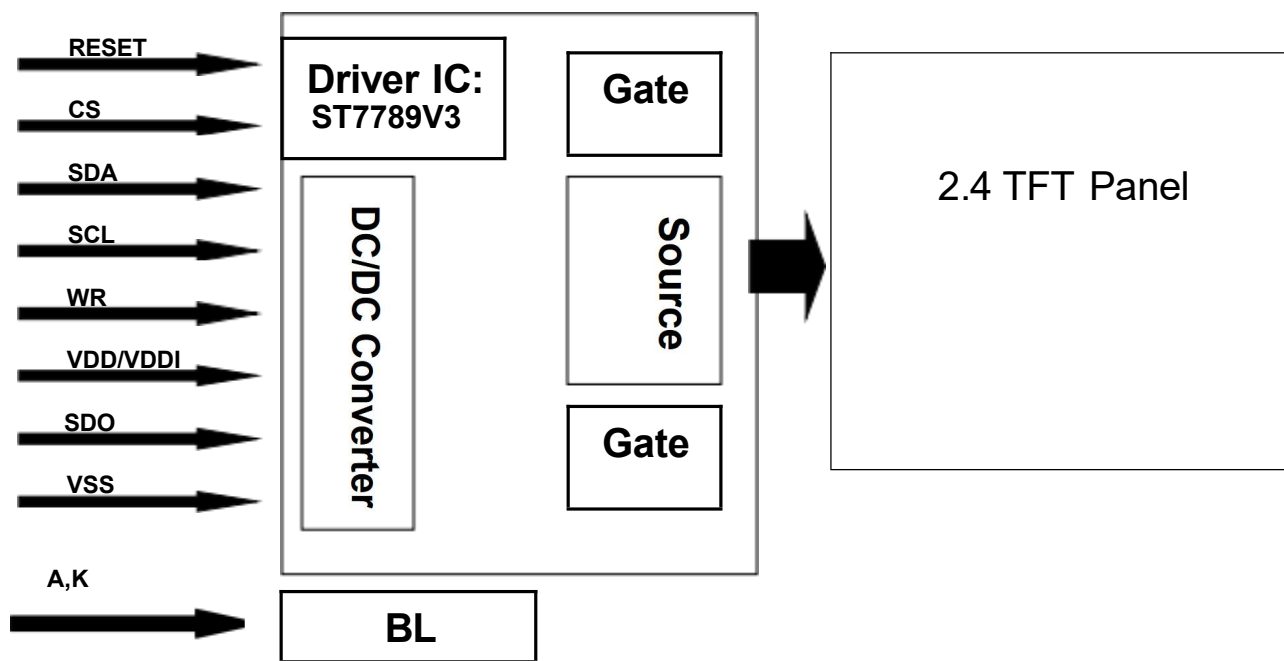 RESET
CS
SDA
SCL
WR
VDD/VDDI
SDO
VSS
A,K
Driver IC:
ST7789V3
DC/DC Converter
Gate
Source
Gate
BL
2.4 TFT Panel